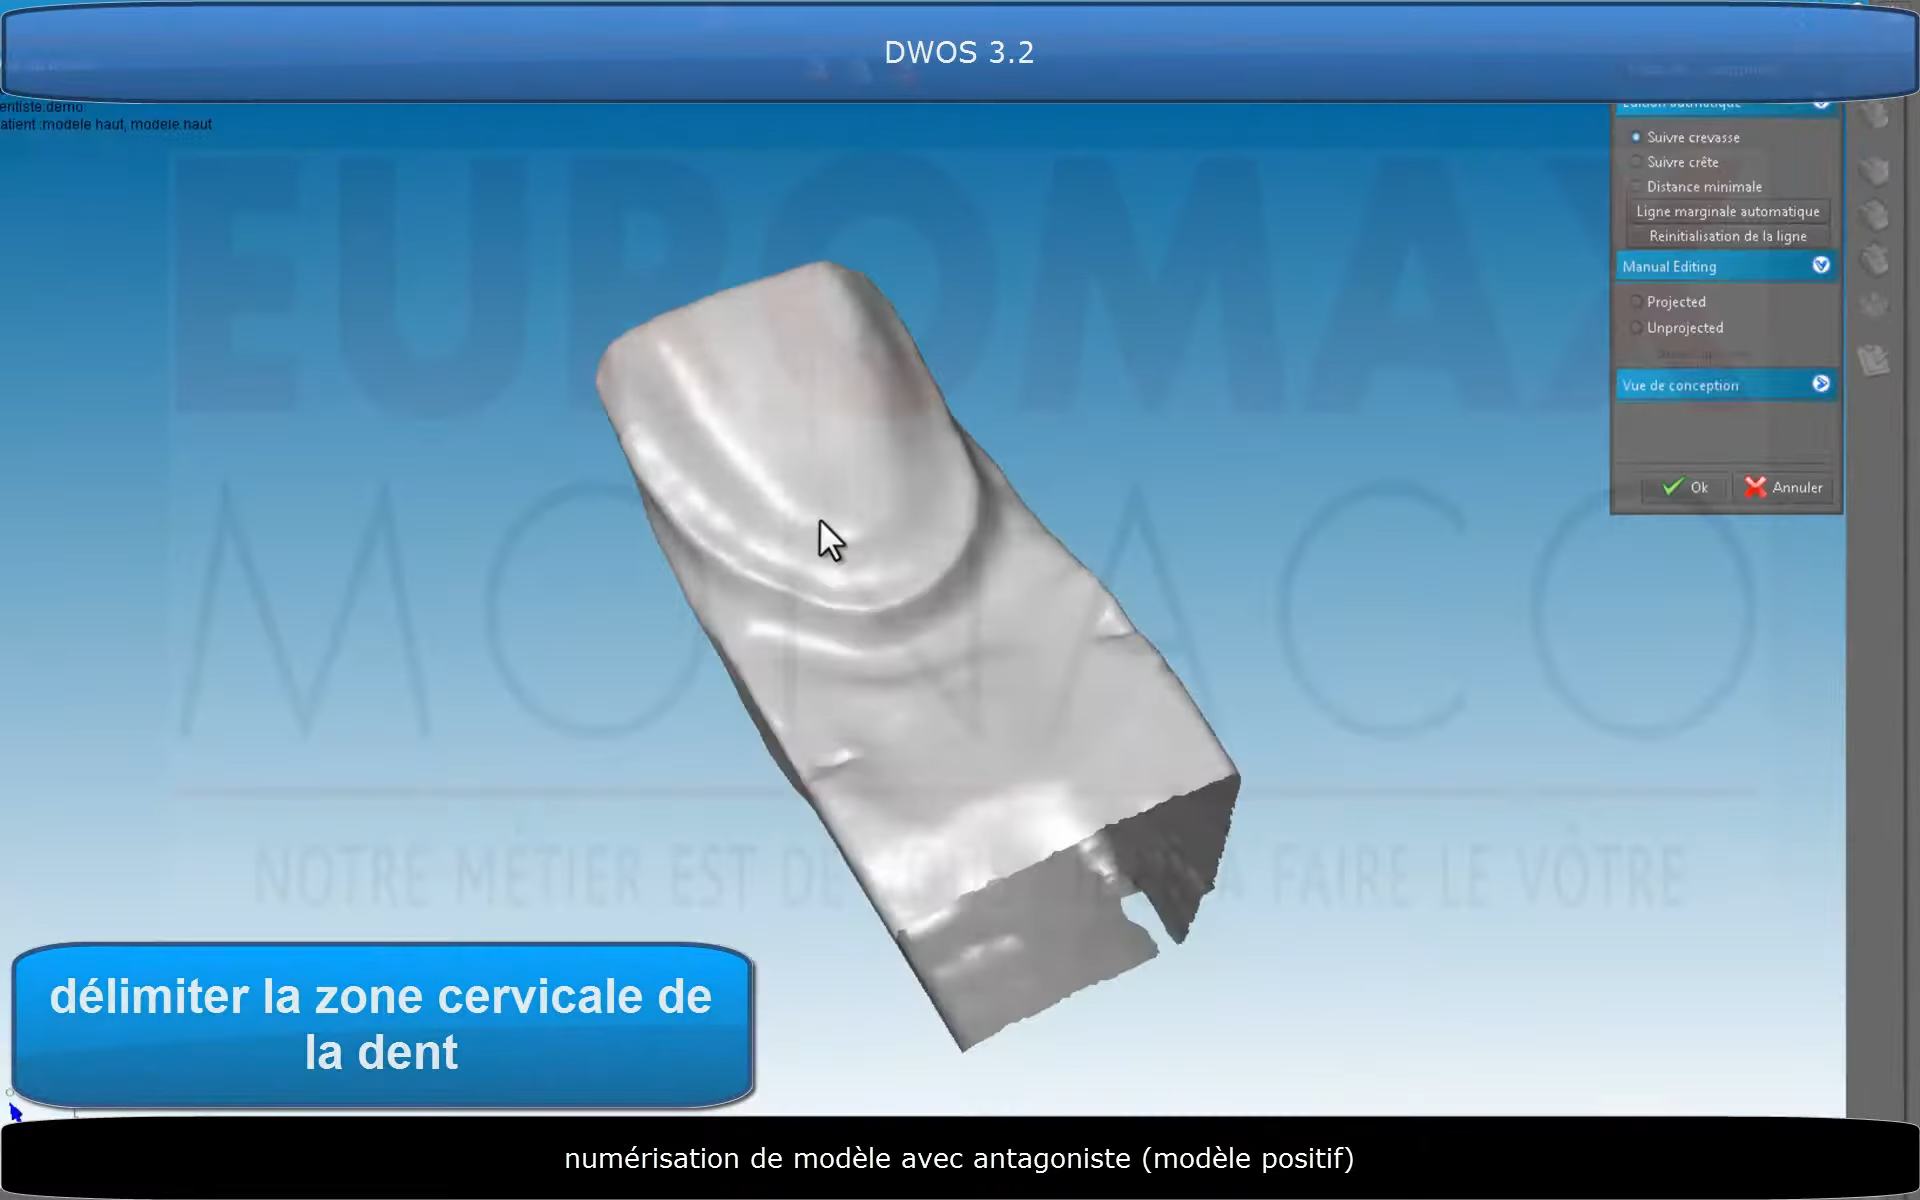 DWOS 3.2
entiste:demo:
atient :modele haut, modele haut
Edition automatique
Suivre crevasse
Suivre crête
Distance minimale
Ligne marginale automatique
Reinitialisation de la ligne
Manual Editing
Projected
Unprojected
Vue de conception
Ok
Annuler
EUROMAX
MONACO
NOTRE MÉTIER EST DE FAIRE LE VÔTRE
délimiter la zone cervicale de
la dent
numérisation de modèle avec antagoniste (modèle positif)